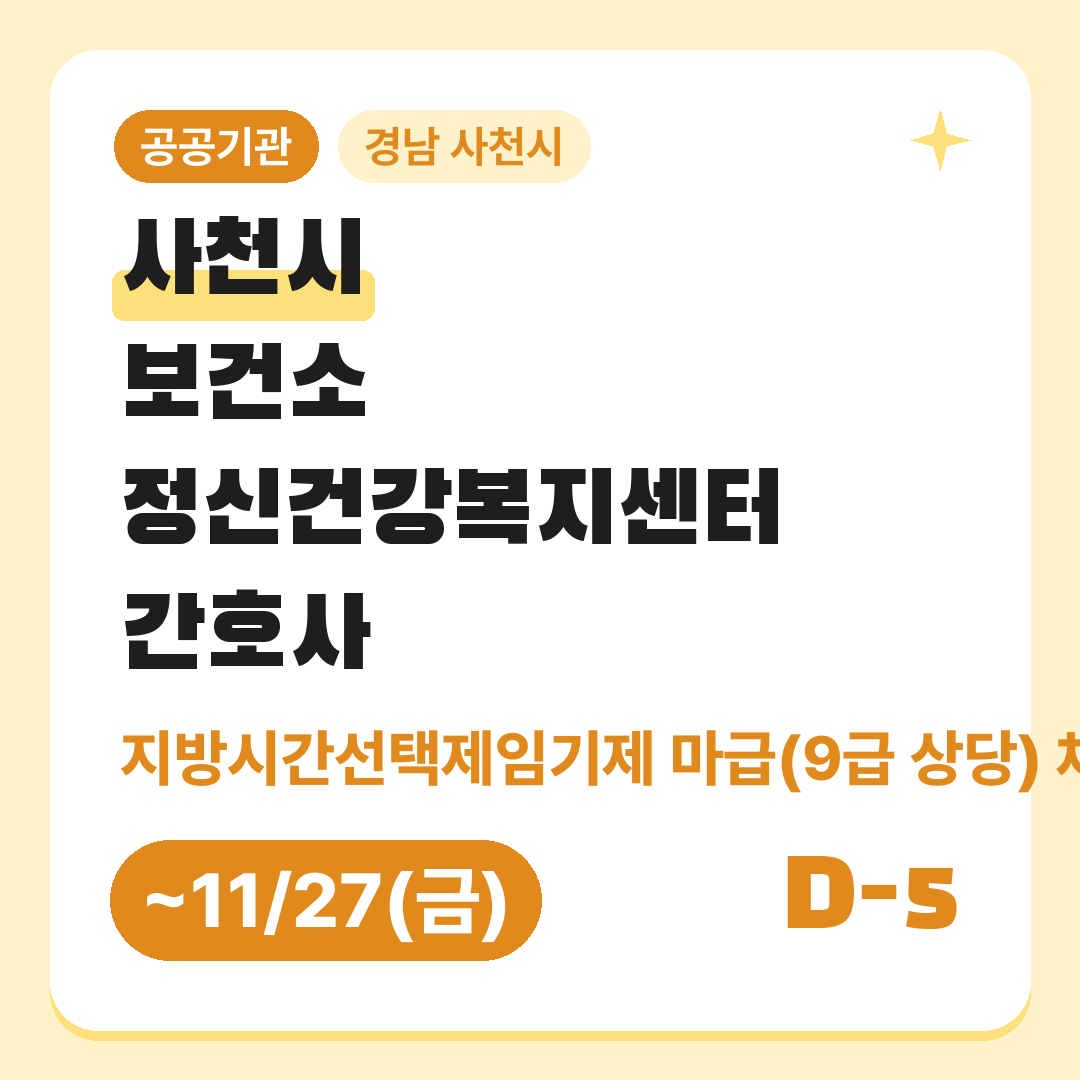 공공기관 경남 사천시
사천시
보건소
정신건강복지센터
간호사
지방시간선택제임기제 마급(9급 상당)
~11/27(금) D-5